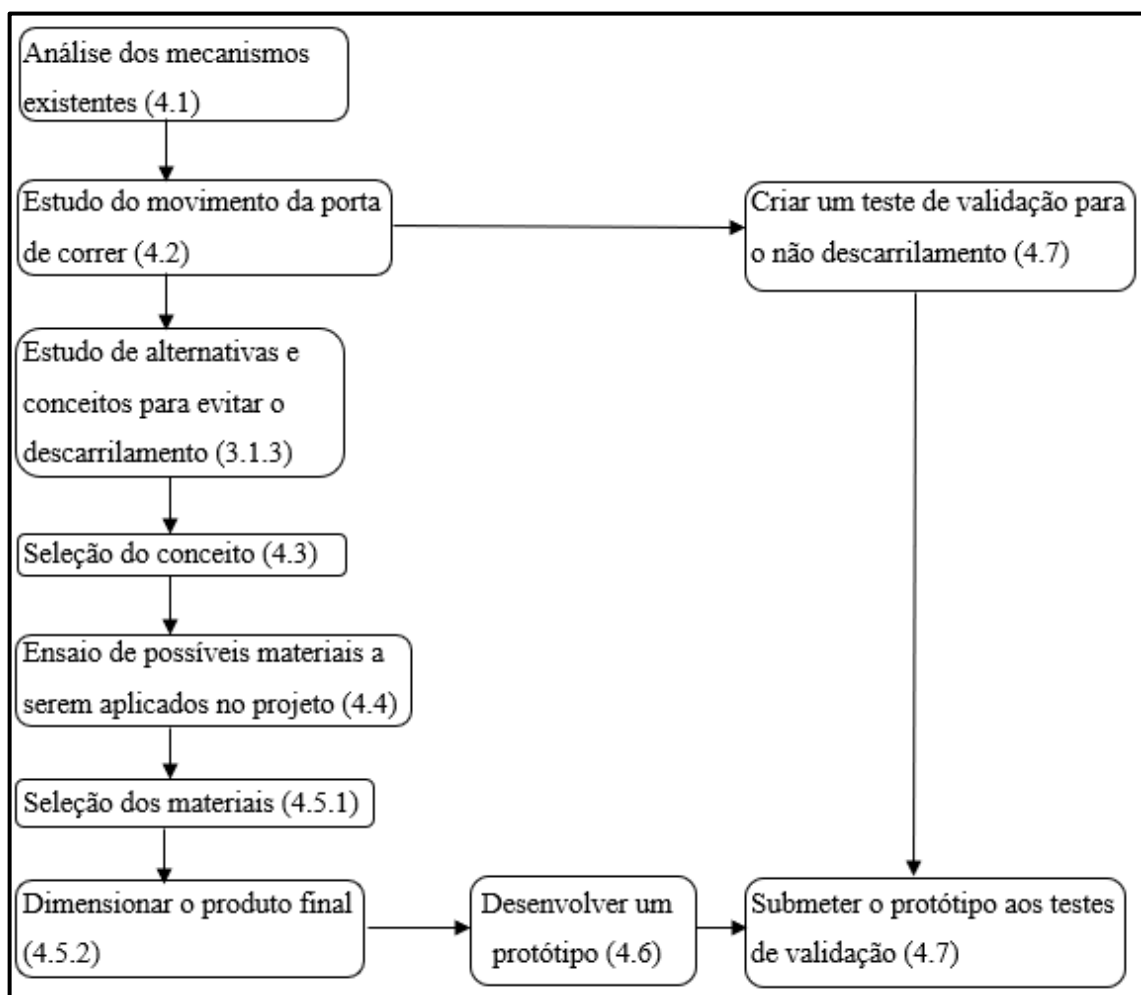 Análise dos mecanismos
existentes (4.1)
Estudo do movimento da porta
de correr (4.2)
Criar um teste de validação para
o não descarrilamento (4.7)
Estudo de alternativas e
conceitos para evitar o
descarrilamento (3.1.3)
Seleção do conceito (4.3)
Ensaio de possíveis materiais a
serem aplicados no projeto (4.4)
Seleção dos materiais (4.5.1)
Dimensionar o produto final
(4.5.2)
Desenvolver um
protótipo (4.6)
Submeter o protótipo aos testes
de validação (4.7)